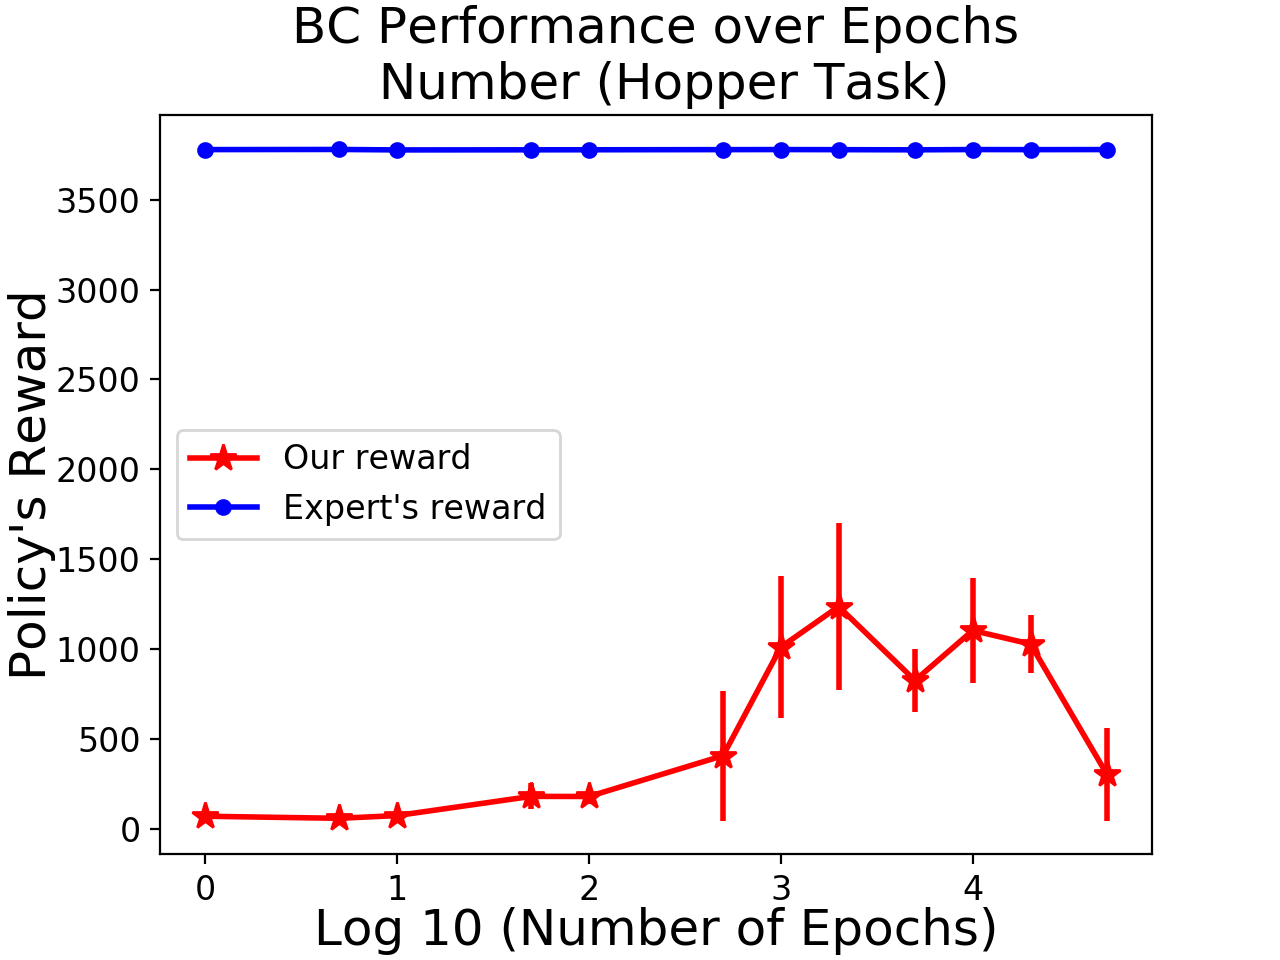 BC Performance over Epochs
Number (Hopper Task)
Policy's Reward
3500
3000
2500
2000
1500
1000
500
0
Our reward
Expert's reward
0 1 2 3 4
Log 10 (Number of Epochs)